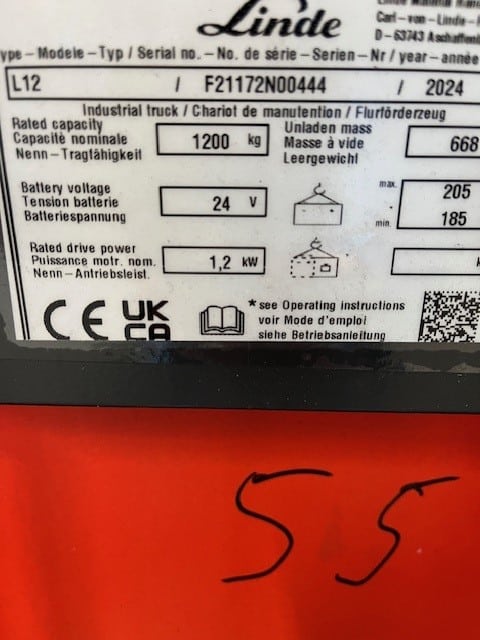 Linde
Carl-von-Linde-
D-63743 Aschaffenb
ype-Modele-Typ / Serial no.-No. de série-Serien-Nr / year-année
L12 / F21172N00444 / 2024
Industrial truck / Chariot de manutention / Flurförderzeug
Rated capacity
Capacité nominale
Nenn-Tragfähigkeit
1200 kg
Unladen mass
Masse à vide
Leergewicht
668
Battery voltage
Tension batterie
Batteriespannung
24 V
max. 205
min. 185
Rated drive power
Puissance motr. nom.
Nenn-Antriebsleist.
1,2 kW
k
CE UK
CA
*see Operating instructions
voir Mode d'emploi
siehe Betriebsanleitung
55